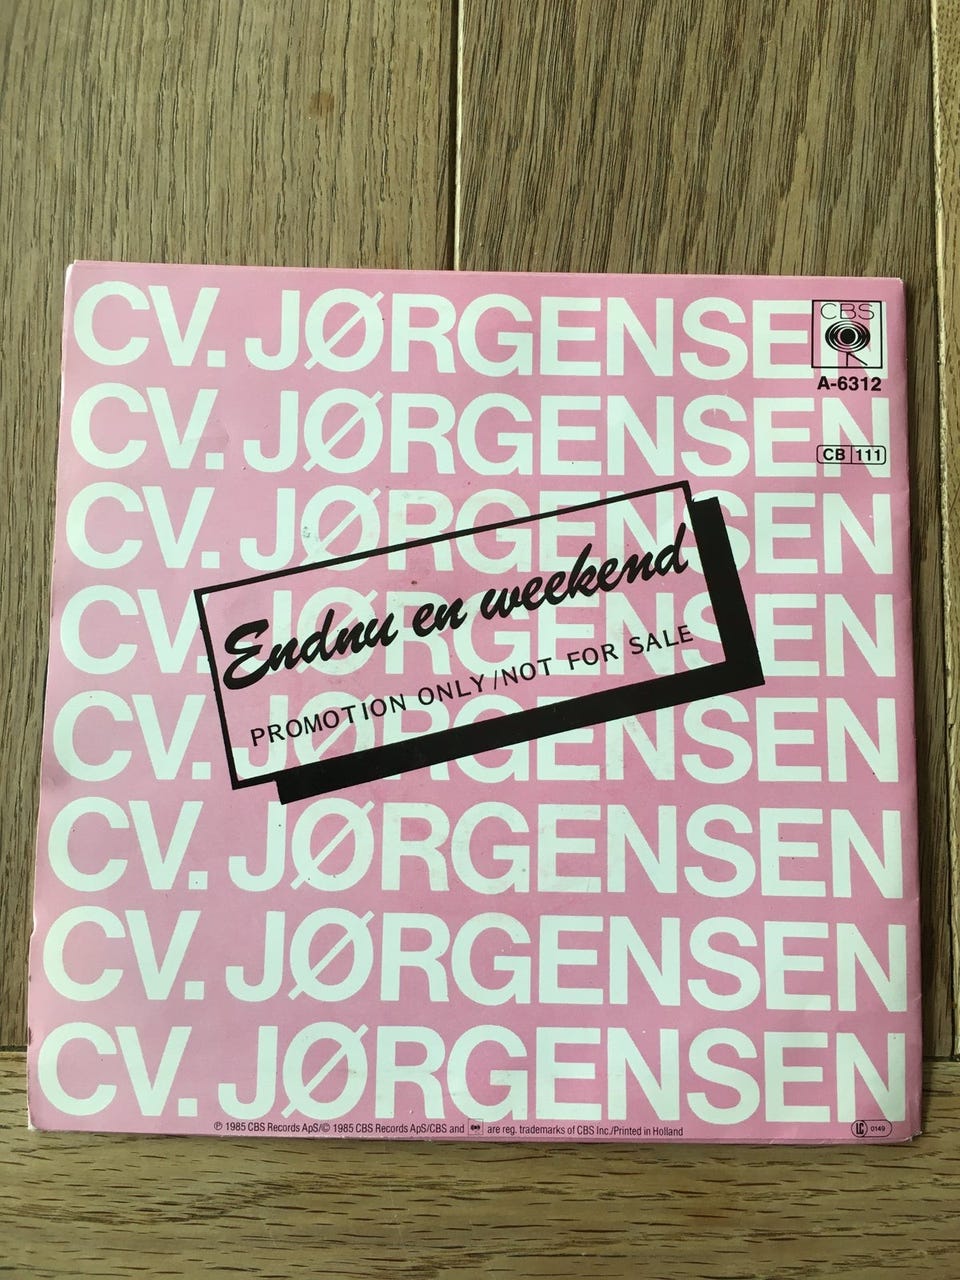 CV. JØRGENSEN
CBS
A-6312
CV. JØRGENSEN
CB 111
CV. JØRGENSEN
CV. JØRGENSEN
Endnu en weekend
PROMOTION ONLY/NOT FOR SALE
CV. JØRGENSEN
CV. JØRGENSEN
CV. JØRGENSEN
CV. JØRGENSEN
℗ 1985 CBS Records ApS/© 1985 CBS Records ApS/CBS and are reg. trademarks of CBS Inc./Printed in Holland
LC 0149